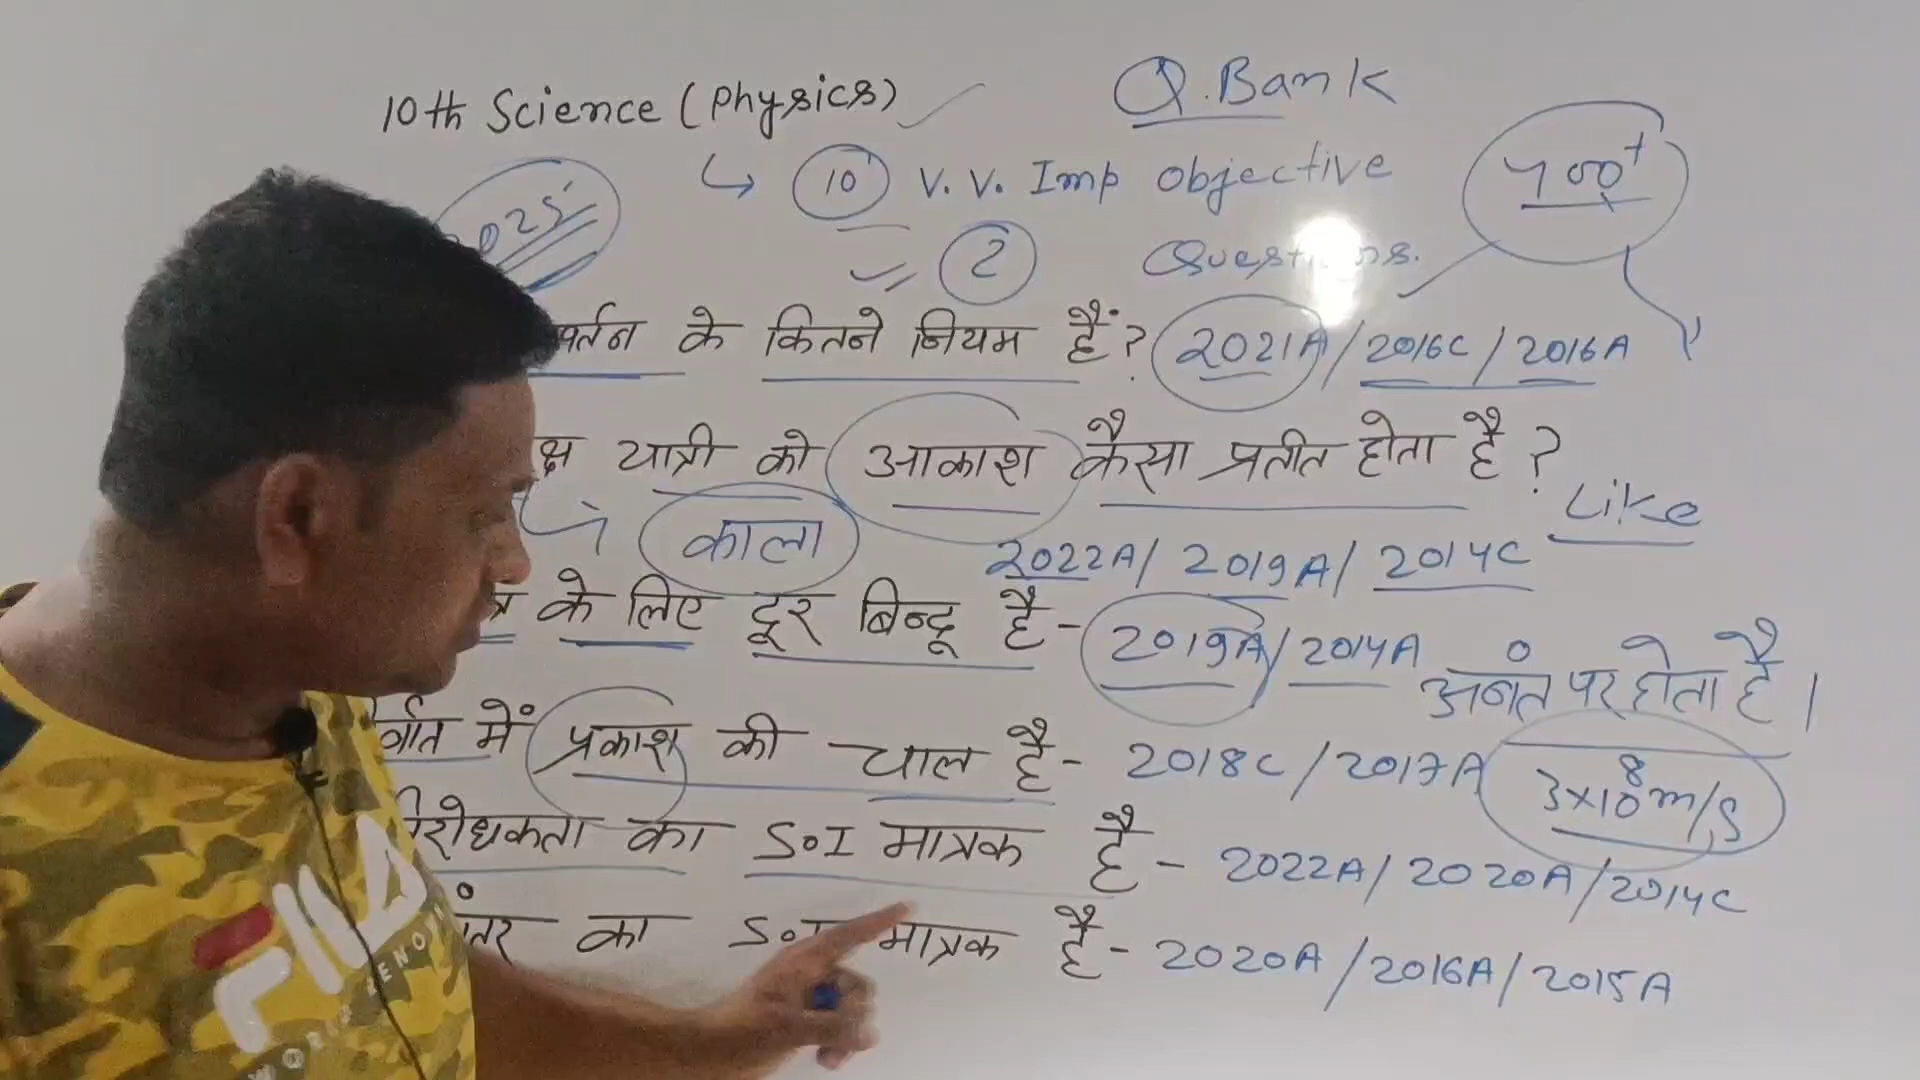 10th Science (Physics) Q. Bank
→ 10 V. V. Imp Objective 400+
2025 2 Questions.
के कितने नियम हैं? 2021A / 2016C / 2016A
यात्री को आकाश कैसा प्रतीत होता है?
Like
काला 2022A / 2019A / 2014C
के लिए दूर बिन्दू है- 2019A / 2014A अनंत पर होता है।
में प्रकाश की चाल है- 2018C / 2017A 3×10⁸ m/s
का S.I मात्रक है - 2022A / 2020A / 2014C
का S.I मात्रक है - 2020A / 2016A / 2015A
FILA